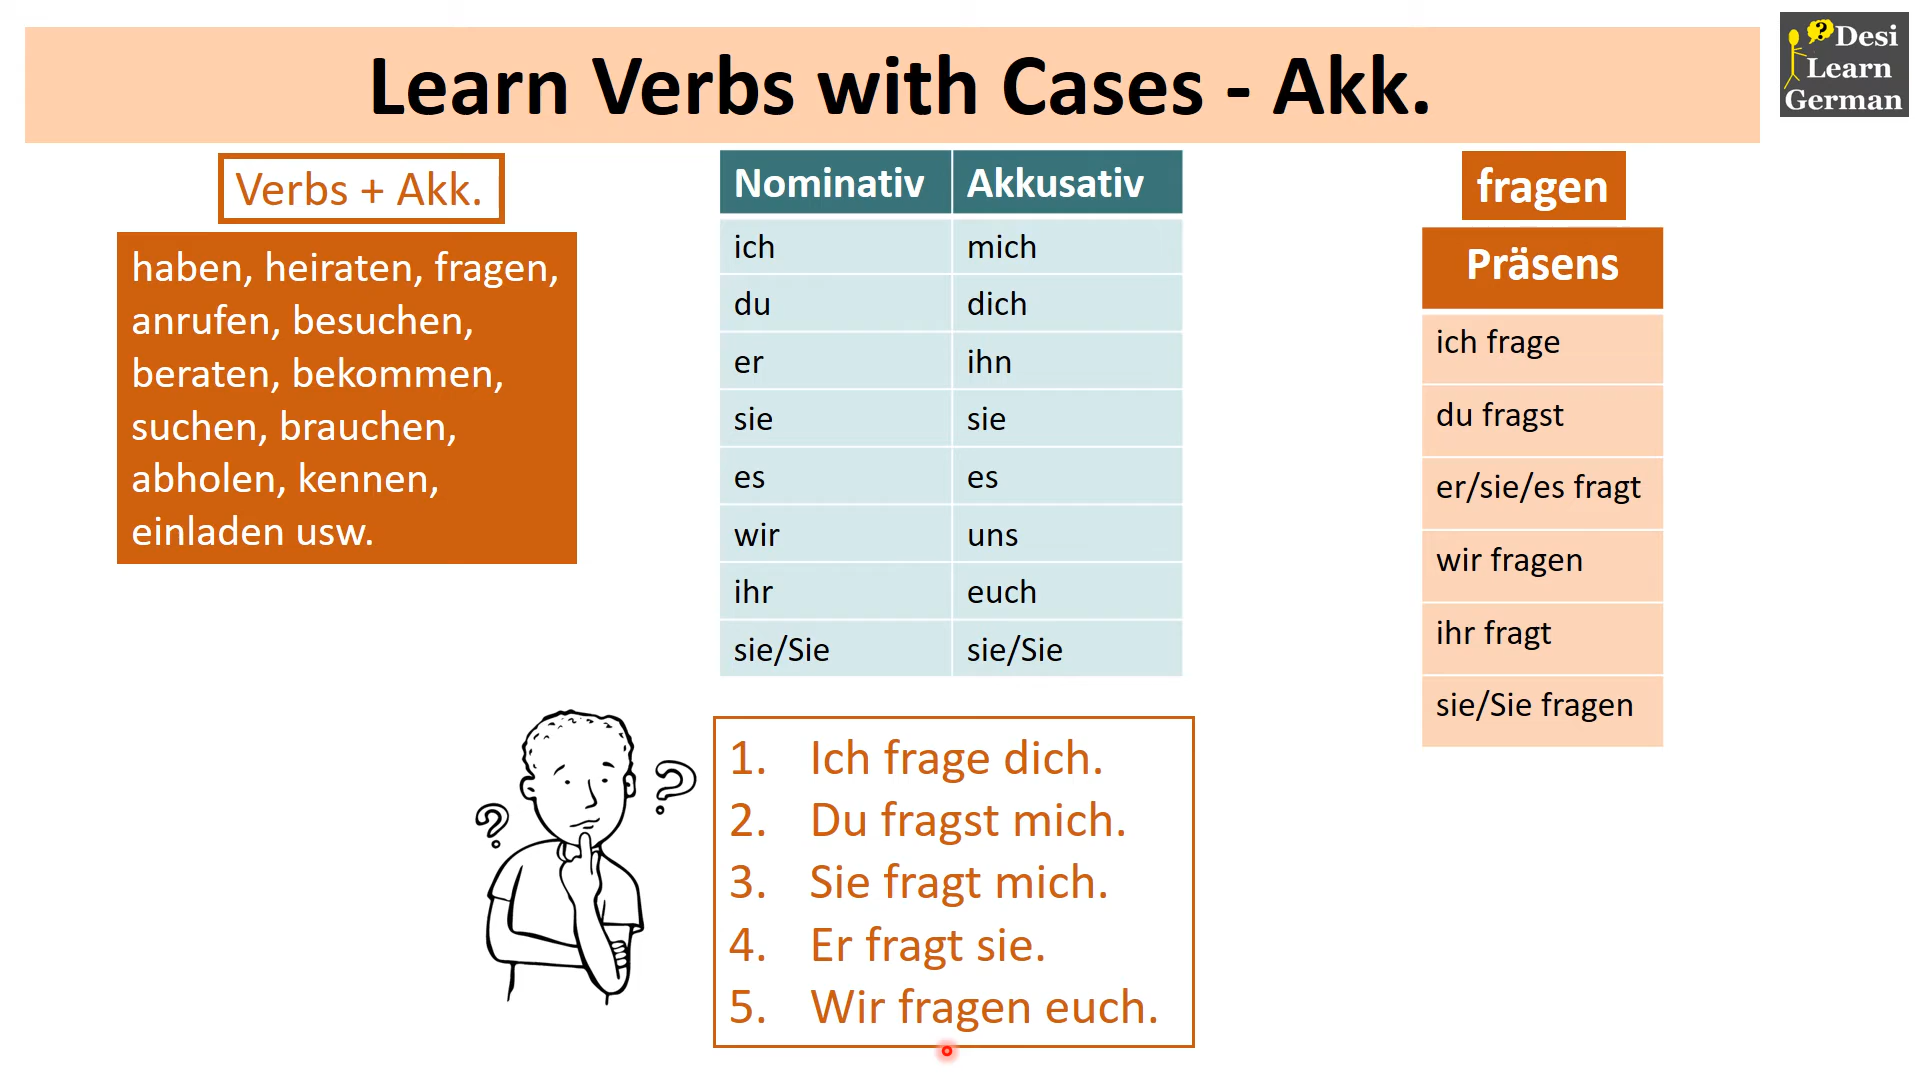 Learn Verbs with Cases - Akk.
? Desi
Learn
German
Verbs + Akk.
haben, heiraten, fragen,
anrufen, besuchen,
beraten, bekommen,
suchen, brauchen,
abholen, kennen,
einladen usw.
Nominativ Akkusativ
ich mich
du dich
er ihn
sie sie
es es
wir uns
ihr euch
sie/Sie sie/Sie
fragen
Präsens
ich frage
du fragst
er/sie/es fragt
wir fragen
ihr fragt
sie/Sie fragen
? ?
1. Ich frage dich.
2. Du fragst mich.
3. Sie fragt mich.
4. Er fragt sie.
5. Wir fragen euch.